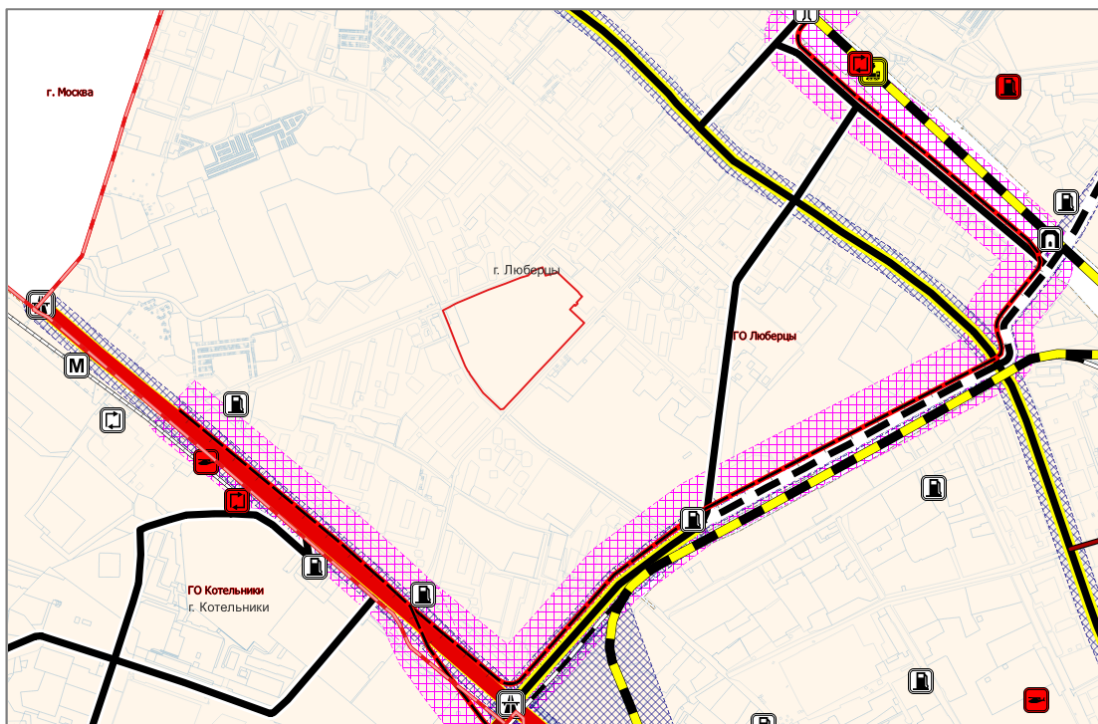 г. Москва
г. Люберцы
ГО Люберцы
М
ГО Котельники
г. Котельники